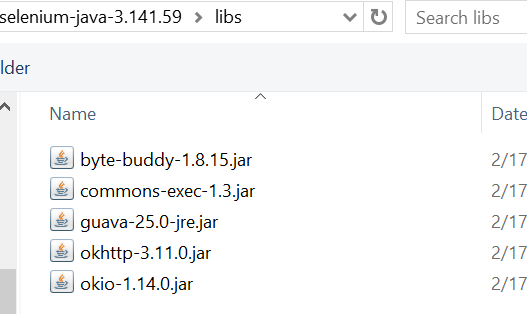 selenium-java-3.141.59 > libs
Search libs
lder
Name
Date
byte-buddy-1.8.15.jar 2/17
commons-exec-1.3.jar 2/17
guava-25.0-jre.jar 2/17
okhttp-3.11.0.jar 2/17
okio-1.14.0.jar 2/17